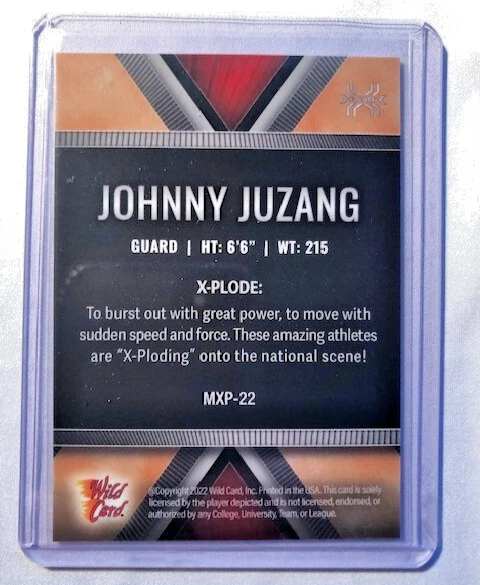 JOHNNY JUZANG
GUARD | HT: 6'6" | WT: 215
X-PLODE:
To burst out with great power, to move with
sudden speed and force. These amazing athletes
are "X-Ploding" onto the national scene!
MXP-22
Wild
Card
©Copyright 2022 Wild Card, Inc. Printed in the USA. This card is solely
licensed by the player depicted and is not licensed, endorsed, or
authorized by any College, University, Team, or League.